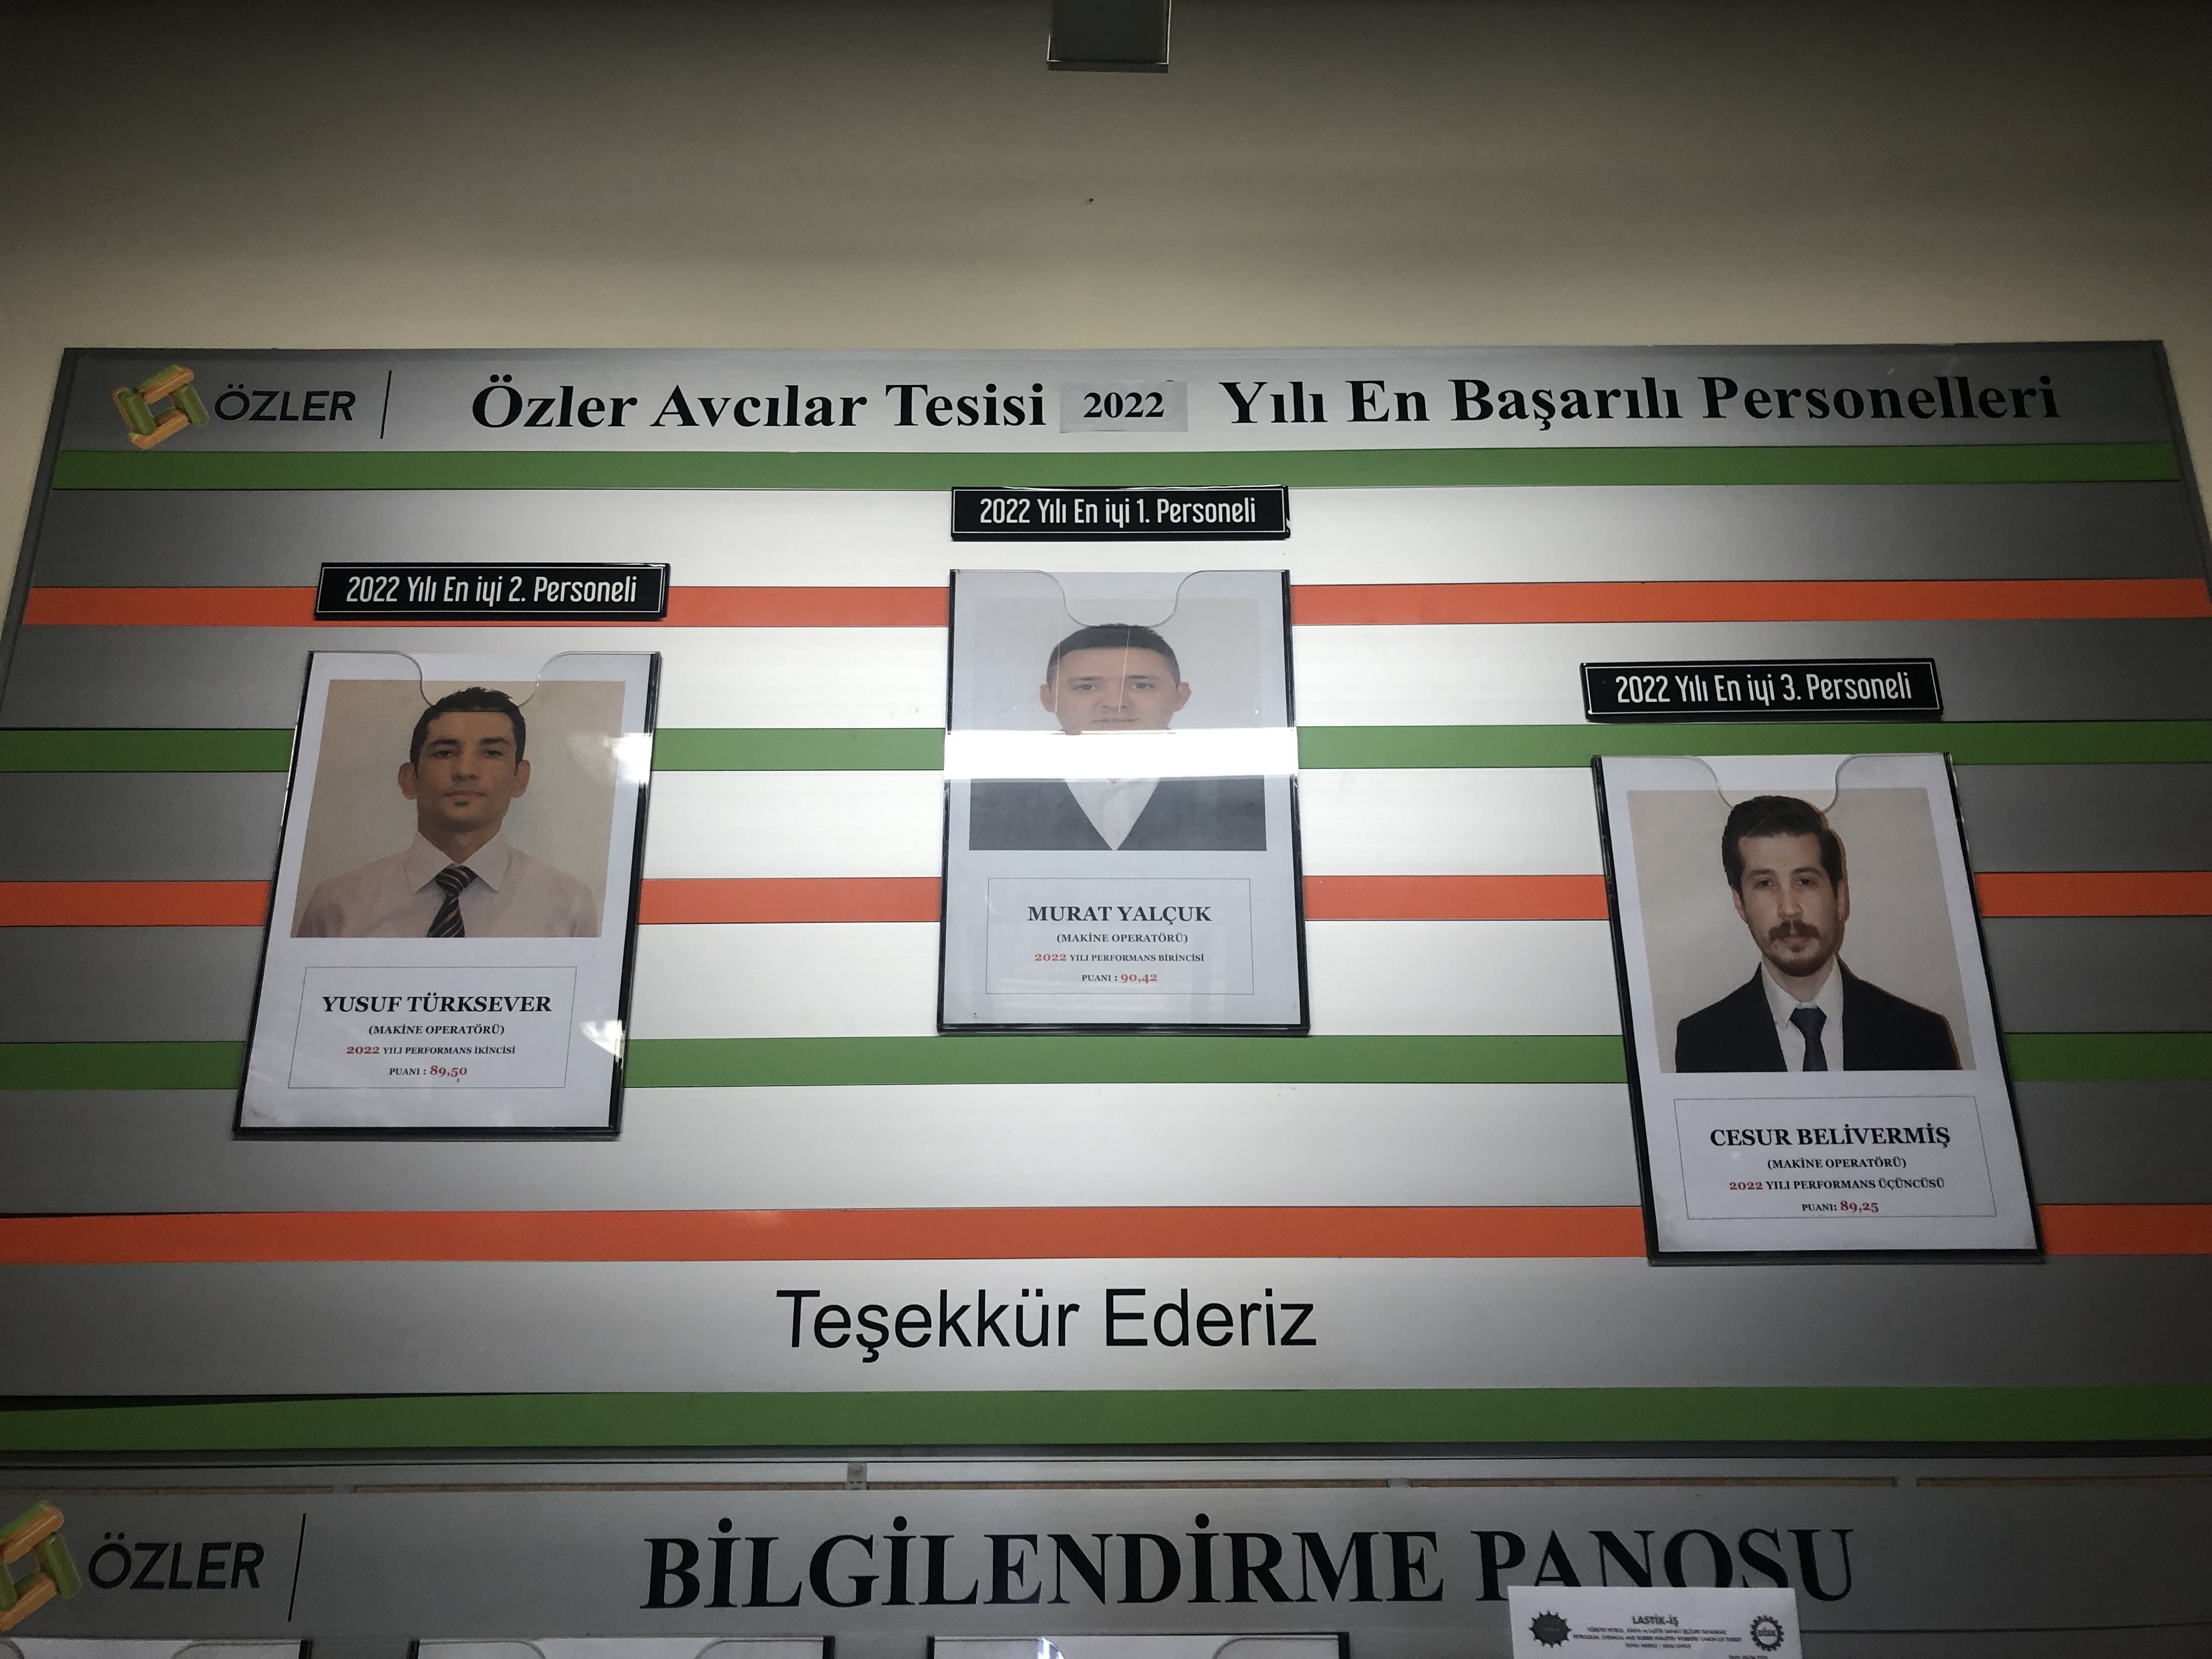 ÖZLER
Özler Avcılar Tesisi 2022 Yılı En Başarılı Personelleri
2022 Yılı En iyi 1. Personeli
2022 Yılı En iyi 2. Personeli
2022 Yılı En iyi 3. Personeli
YUSUF TÜRKSEVER
(MAKİNE OPERATÖRÜ)
2022 YILI PERFORMANS İKİNCİSİ
PUANI : 89,50
MURAT YALÇUK
(MAKİNE OPERATÖRÜ)
2022 YILI PERFORMANS BİRİNCİSİ
PUANI : 90,42
CESUR BELİVERMİŞ
(MAKİNE OPERATÖRÜ)
2022 YILI PERFORMANS ÜÇÜNCÜSÜ
PUANI: 89,25
Teşekkür Ederiz
ÖZLER
BİLGİLENDİRME PANOSU
LASTİK-İŞ